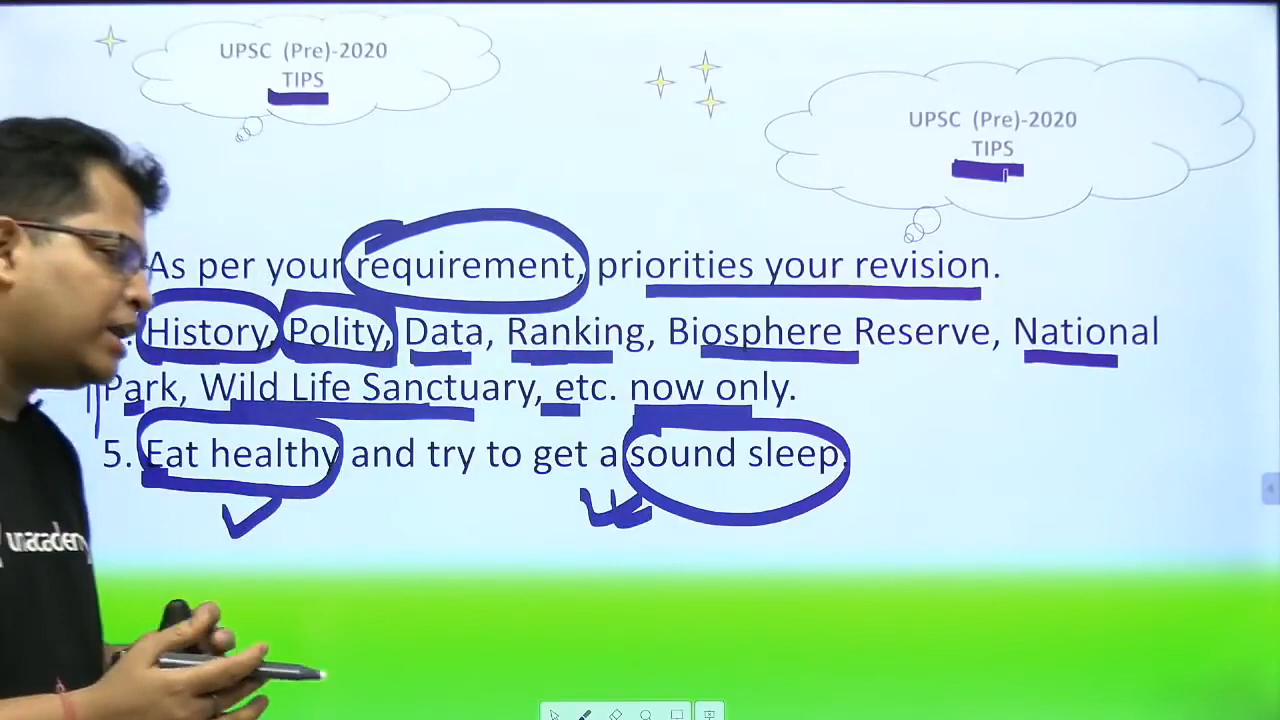 UPSC (Pre)-2020
TIPS
UPSC (Pre)-2020
TIPS
As per your requirement, priorities your revision.
History, Polity, Data, Ranking, Biosphere Reserve, National
Park, Wild Life Sanctuary, etc. now only.
5. Eat healthy and try to get a sound sleep.
unacademy